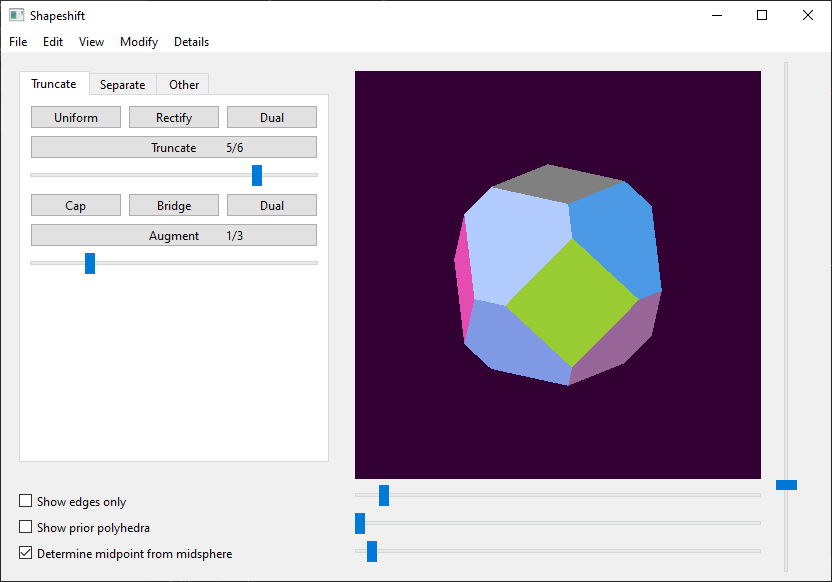 Shapeshift
File Edit View Modify Details
Truncate Separate Other
Uniform Rectify Dual
Truncate 5/6
Cap Bridge Dual
Augment 1/3
Show edges only
Show prior polyhedra
Determine midpoint from midsphere